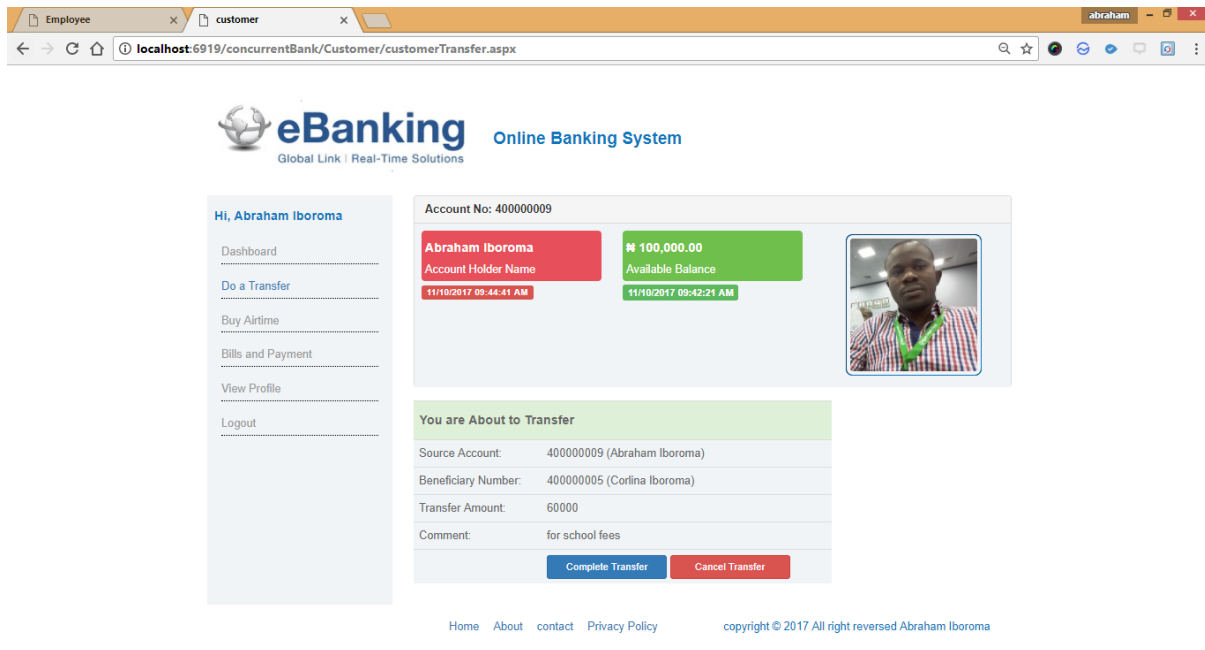 Employee
customer
abraham
localhost:6919/concurrentBank/Customer/customerTransfer.aspx
eBanking
Global Link | Real-Time Solutions
Online Banking System
Hi, Abraham Iboroma
Dashboard
Do a Transfer
Buy Airtime
Bills and Payment
View Profile
Logout
Account No: 400000009
Abraham Iboroma
Account Holder Name
11/10/2017 09:44:41 AM
₦ 100,000.00
Available Balance
11/10/2017 09:42:21 AM
You are About to Transfer
Source Account: 400000009 (Abraham Iboroma)
Beneficiary Number: 400000005 (Corlina Iboroma)
Transfer Amount: 60000
Comment: for school fees
Complete Transfer Cancel Transfer
Home About contact Privacy Policy copyright © 2017 All right reversed Abraham Iboroma